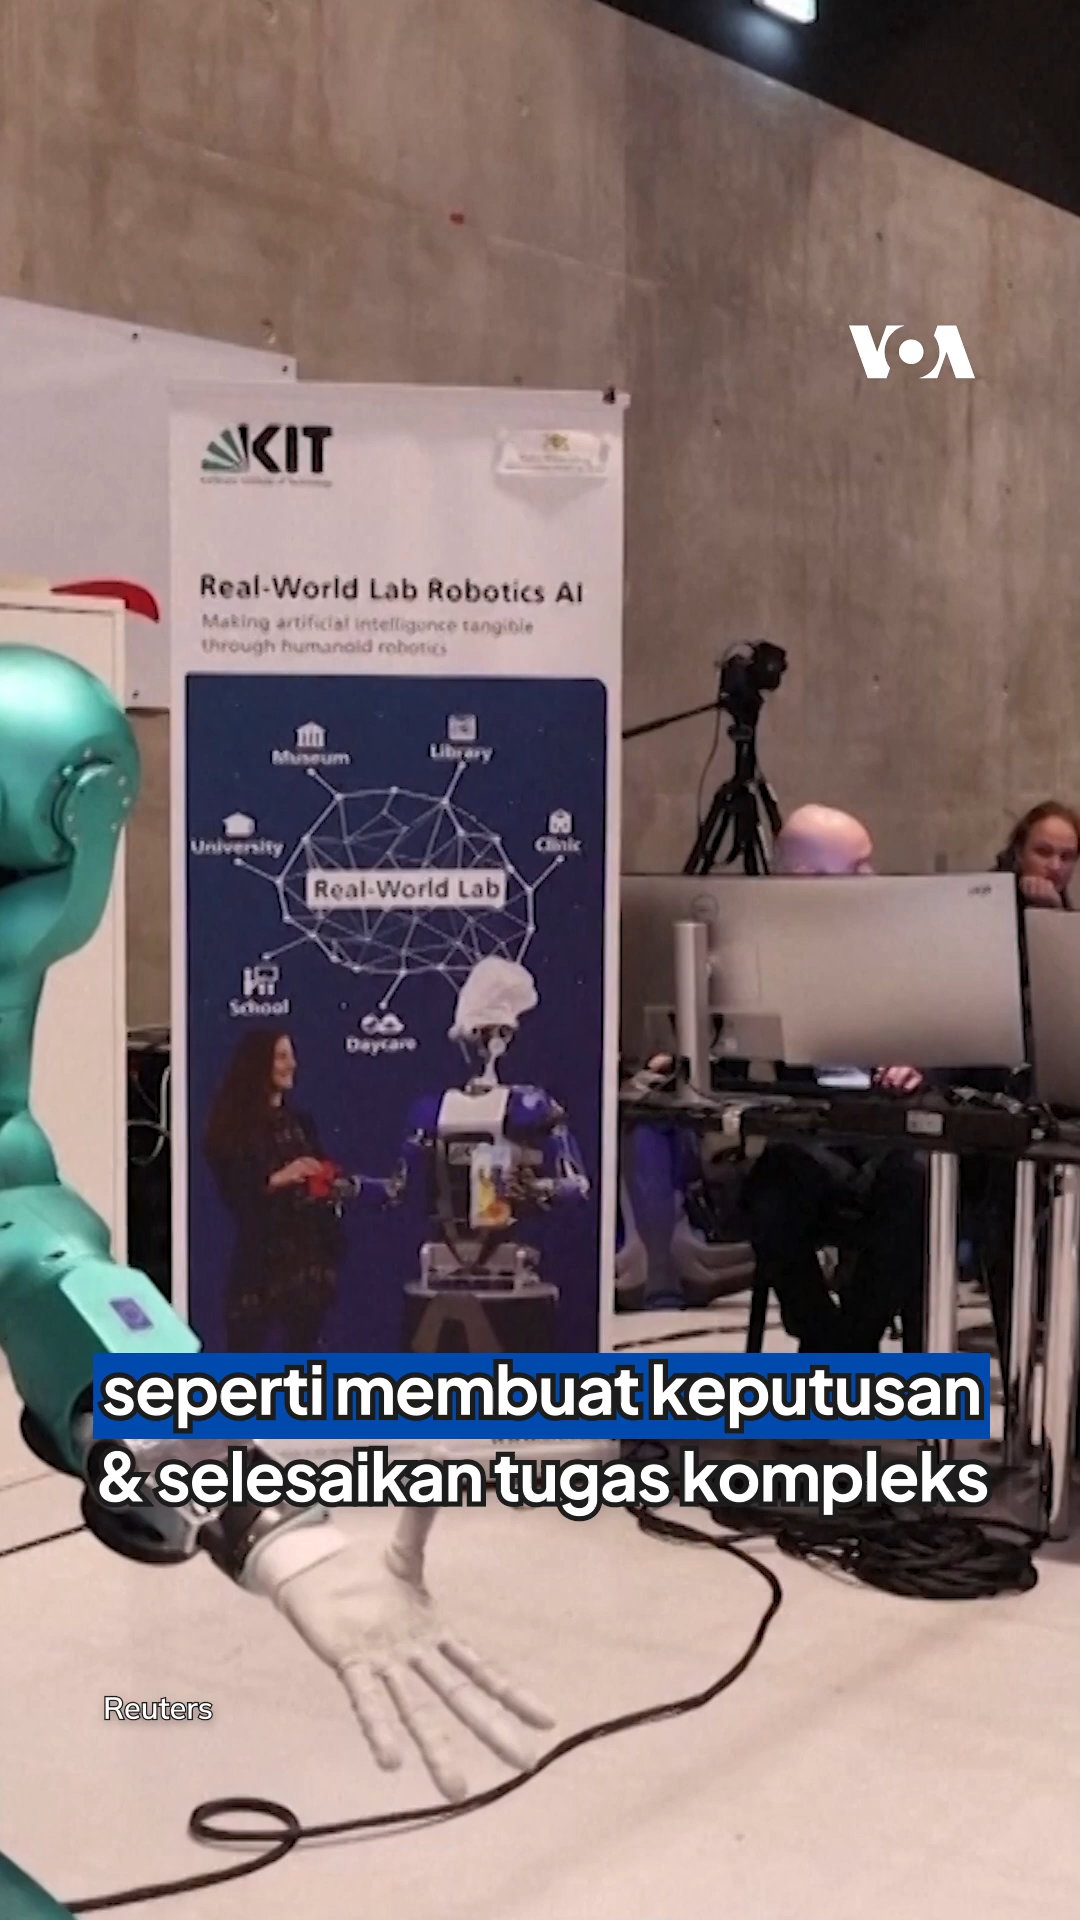 VOA
KIT
Real-World Lab Robotics AI
Making artificial intelligence tangible
through humanoid robotics
Museum
Library
University
Clinic
Real-World Lab
School
Daycare
seperti membuat keputusan
& selesaikan tugas kompleks
Reuters